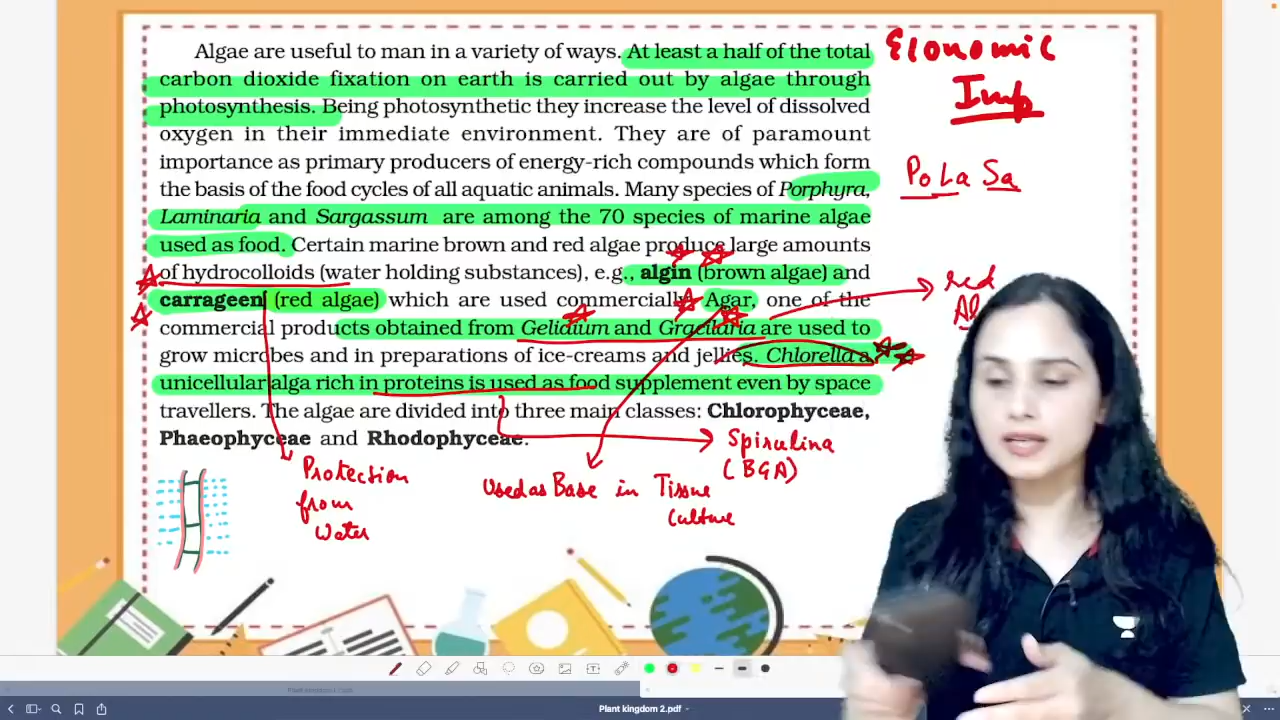 Algae are useful to man in a variety of ways. At least a half of the total
carbon dioxide fixation on earth is carried out by algae through
photosynthesis. Being photosynthetic they increase the level of dissolved
oxygen in their immediate environment. They are of paramount
importance as primary producers of energy-rich compounds which form
the basis of the food cycles of all aquatic animals. Many species of Porphyra,
Laminaria and Sargassum are among the 70 species of marine algae
used as food. Certain marine brown and red algae produce large amounts
of hydrocolloids (water holding substances), e.g., algin (brown algae) and
carrageen (red algae) which are used commercially. Agar, one of the
commercial products obtained from Gelidium and Gracilaria are used to
grow microbes and in preparations of ice-creams and jellies. Chlorella a
unicellular alga rich in proteins is used as food supplement even by space
travellers. The algae are divided into three main classes: Chlorophyceae,
Phaeophyceae and Rhodophyceae.
Economic
Imp
Po La Sa
red
Al
Protection
from
Water
Used as Base in Tissue
Culture
Spirulina
(BGA)
Plant kingdom 2.pdf